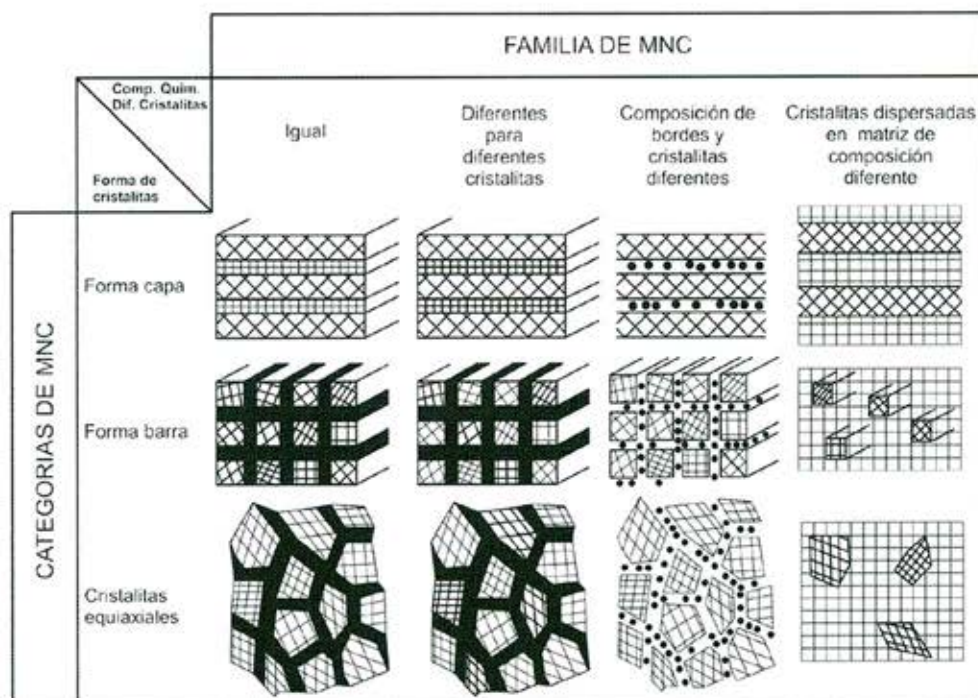 FAMILIA DE MNC
Comp. Quim.
Dif. Cristalitas
Forma de
cristalitas
Igual
Diferentes
para
diferentes
cristalitas
Composición de
bordes y
cristalitas
diferentes
Cristalitas dispersadas
en matriz de
composición
diferente
CATEGORIAS DE MNC
Forma capa
Forma barra
Cristalitas
equiaxiales